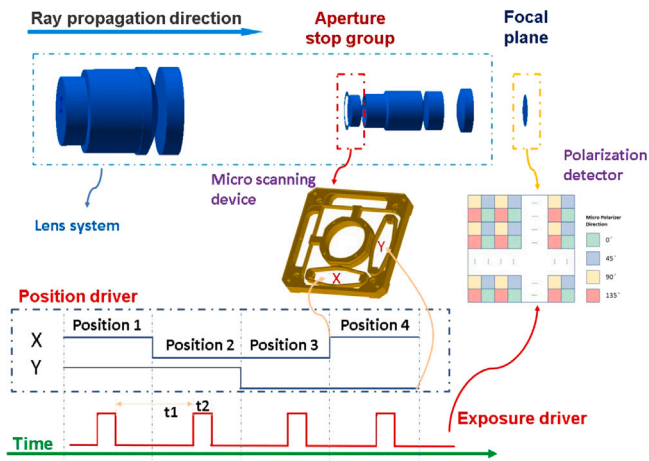 Ray propagation direction
Aperture
stop group
Focal
plane
Micro scanning
device
Polarization
detector
Lens system
Micro Polarizer
Direction
0°
45°
90°
135°
X
Y
Position driver
X
Position 1
Position 2
Position 3
Position 4
Y
t1
t2
Exposure driver
Time